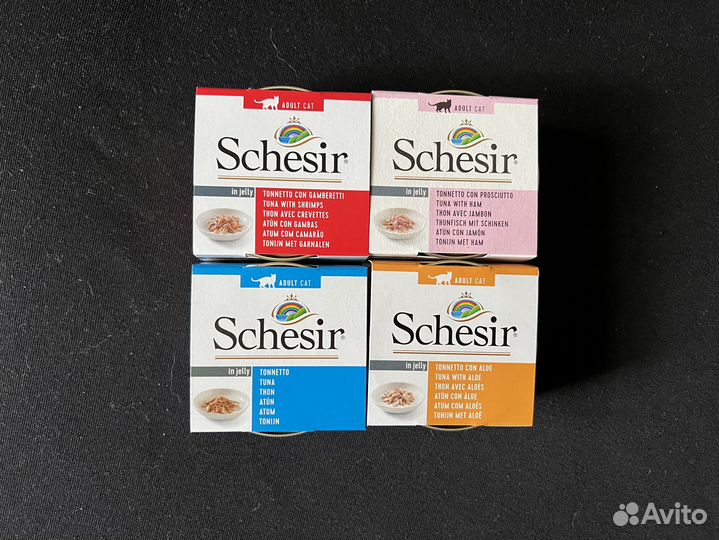 ADULT CAT
Schesir®
in jelly
TONNETTO CON GAMBERETTI
TUNA WITH SHRIMPS
THON AVEC CREVETTES
ATÚN CON GAMBAS
ATUM COM CAMARÃO
TONIJN MET GARNALEN
ADULT CAT
Schesir®
in jelly
TONNETTO CON PROSCIUTTO
TUNA WITH HAM
THON AVEC JAMBON
THUNFISCH MIT SCHINKEN
ATÚN CON JAMÓN
TONIJN MET HAM
ADULT CAT
Schesir®
in jelly
TONNETTO
TUNA
THON
ATÚN
ATUM
TONIJN
ADULT CAT
Schesir®
in jelly
TONNETTO CON ALOE
TUNA WITH ALOE
THON AVEC ALOÉS
ATÚN CON ÁLOE
ATUM COM ALOÉS
TONIJN MET ALOË
Avito